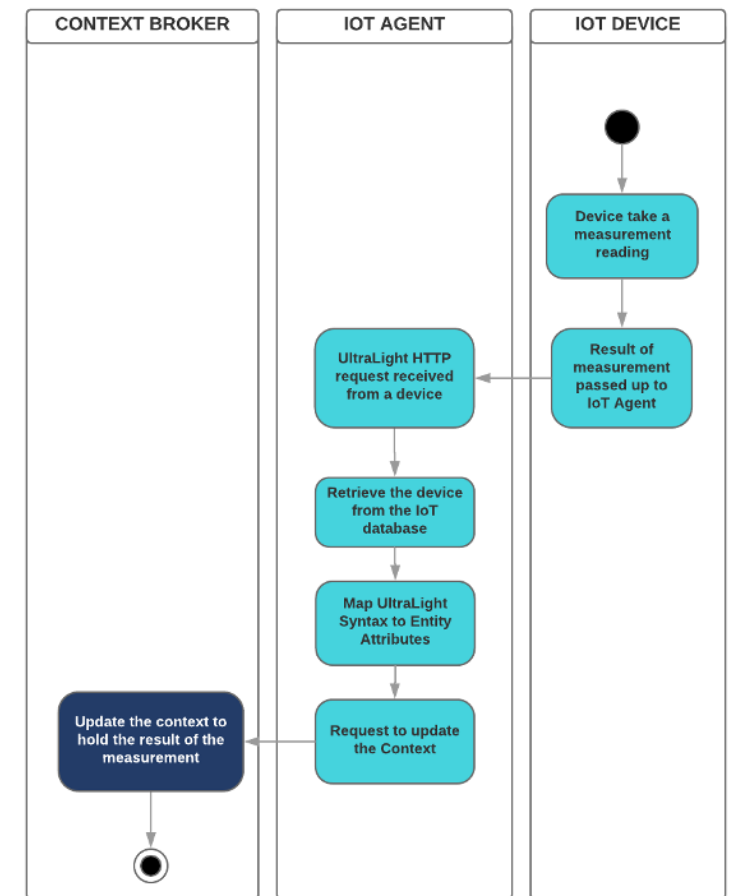 CONTEXT BROKER
IOT AGENT
IOT DEVICE
Device take a
measurement
reading
Result of
measurement
passed up to
IoT Agent
UltraLight HTTP
request received
from a device
Retrieve the device
from the IoT
database
Map UltraLight
Syntax to Entity
Attributes
Request to update
the Context
Update the context to
hold the result of the
measurement